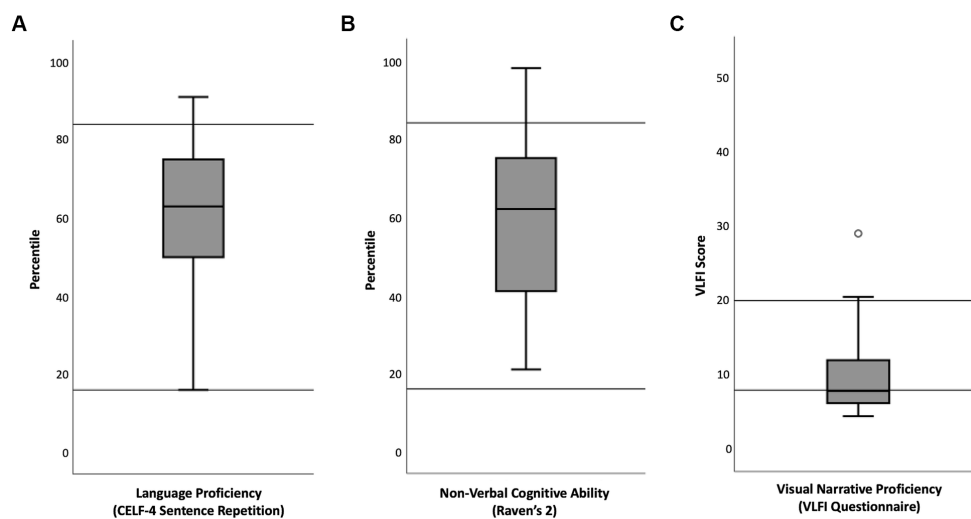 A
100
80
60
40
20
0
Percentile
Language Proficiency
(CELF-4 Sentence Repetition)
B
100
80
60
40
20
0
Percentile
Non-Verbal Cognitive Ability
(Raven's 2)
C
50
40
30
20
10
0
VLFI Score
Visual Narrative Proficiency
(VLFI Questionnaire)